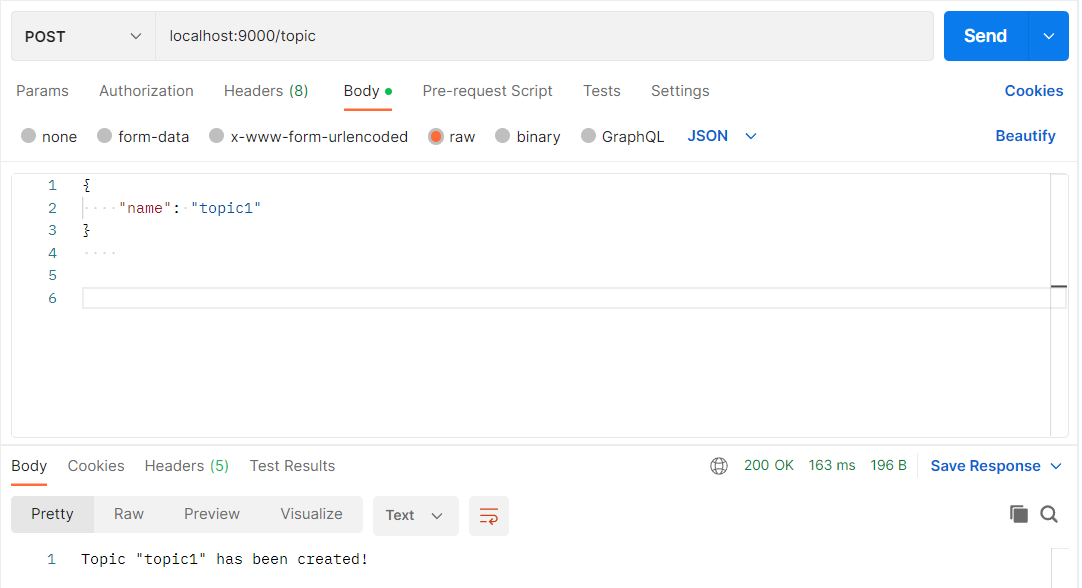 POST localhost:9000/topic Send
Params Authorization Headers (8) Body Pre-request Script Tests Settings Cookies
none form-data x-www-form-urlencoded raw binary GraphQL JSON Beautify
1 {
2 "name": "topic1"
3 }
4
5
6
Body Cookies Headers (5) Test Results 200 OK 163 ms 196 B Save Response
Pretty Raw Preview Visualize Text
1 Topic "topic1" has been created!